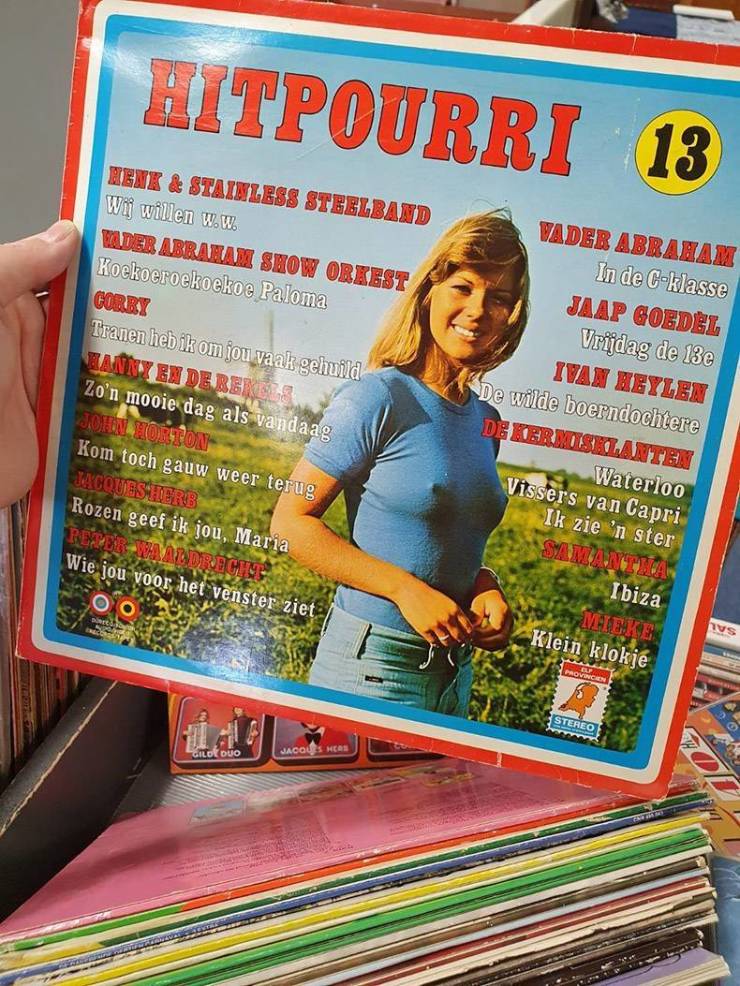 HITPOURRI
13
HENK & STAINLESS STEELBAND
Wij willen w.w.
VADER ABRAHAM SHOW ORKEST
Koekoeroekoekoe Paloma
CORRY
Tranen heb ik om jou vaak gehuild
HANNY EN DE REKELS
Zo'n mooie dag als vandaag
JOHN HORTON
Kom toch gauw weer terug
JACQUES HERB
Rozen geef ik jou, Maria
PETER WAALDRECHT
Wie jou voor het venster ziet
VADER ABRAHAM
In de C-klasse
JAAP GOEDEL
Vrijdag de 13e
IVAN HEYLEN
De wilde boerndochtere
DE KERMISKLANTEN
Waterloo
Vissers van Capri
Ik zie 'n ster
SAMANTHA
Ibiza
MIEKE
Klein klokje
ELF
PROVINCIEN
STEREO
GILDE DUO
JACQUES HERB